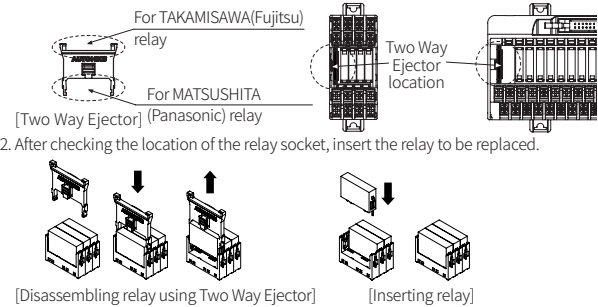 For TAKAMISAWA(Fujitsu)
relay
AUTONICS
For MATSUSHITA
(Panasonic) relay
[Two Way Ejector]
Two Way
Ejector
location
2. After checking the location of the relay socket, insert the relay to be replaced.
[Disassembling relay using Two Way Ejector]
[Inserting relay]